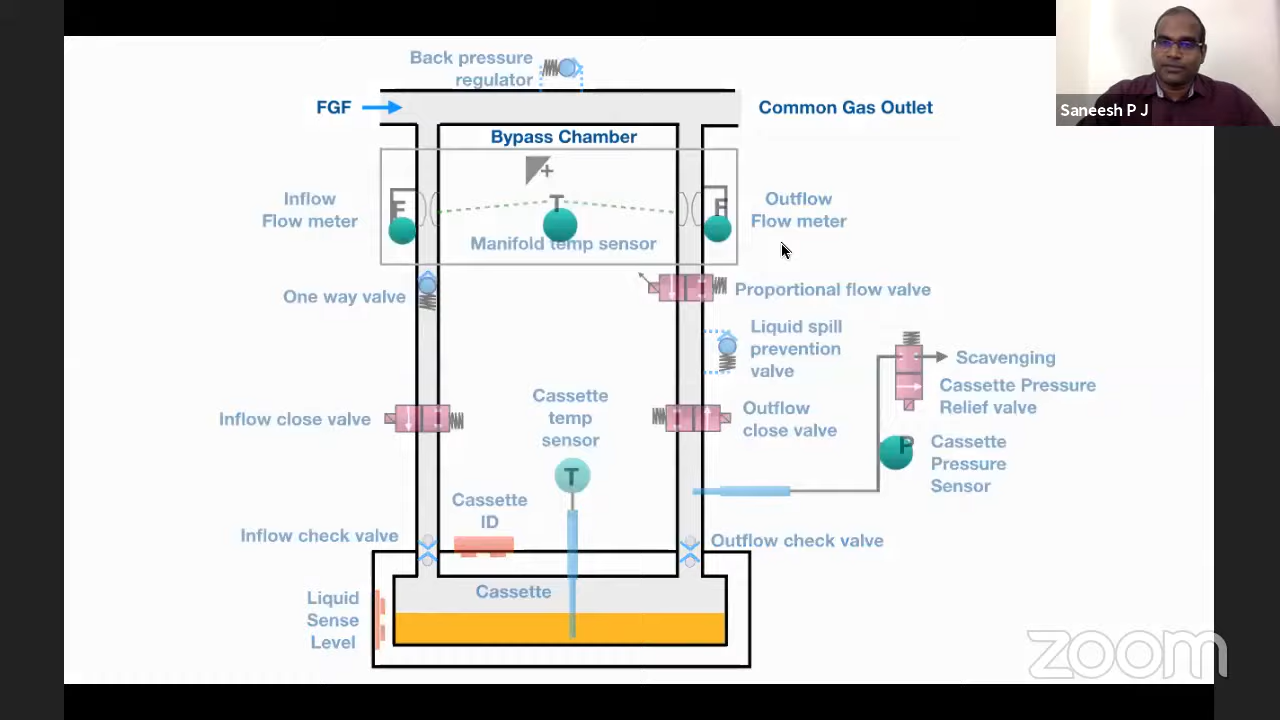 Back pressure
regulator
Saneesh P J
FGF
Common Gas Outlet
Bypass Chamber
+
Inflow
Flow meter
F
T
F
Outflow
Flow meter
Manifold temp sensor
One way valve
Proportional flow valve
Liquid spill
prevention
valve
Scavenging
Cassette Pressure
Relief valve
Cassette
temp
sensor
Inflow close valve
Outflow
close valve
P
Cassette
Pressure
Sensor
T
Cassette
ID
Inflow check valve
Outflow check valve
Cassette
Liquid
Sense
Level
zoom